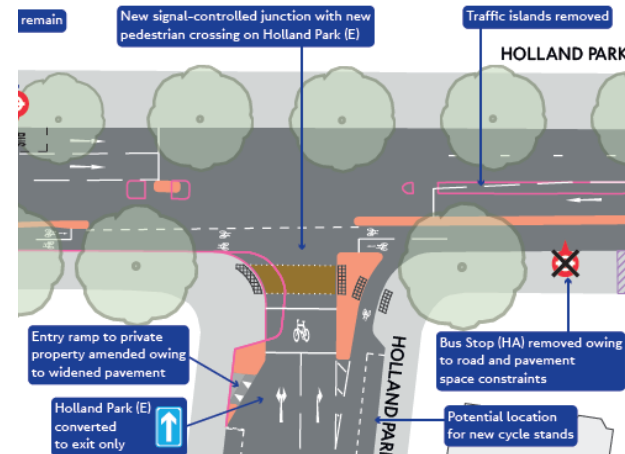 remain
New signal-controlled junction with new
pedestrian crossing on Holland Park (E)
Traffic islands removed
HOLLAND PARK
BUS
Entry ramp to private
property amended owing
to widened pavement
Bus Stop (HA) removed owing
to road and pavement
space constraints
HOLLAND PARK
Holland Park (E)
converted
to exit only
Potential location
for new cycle stands